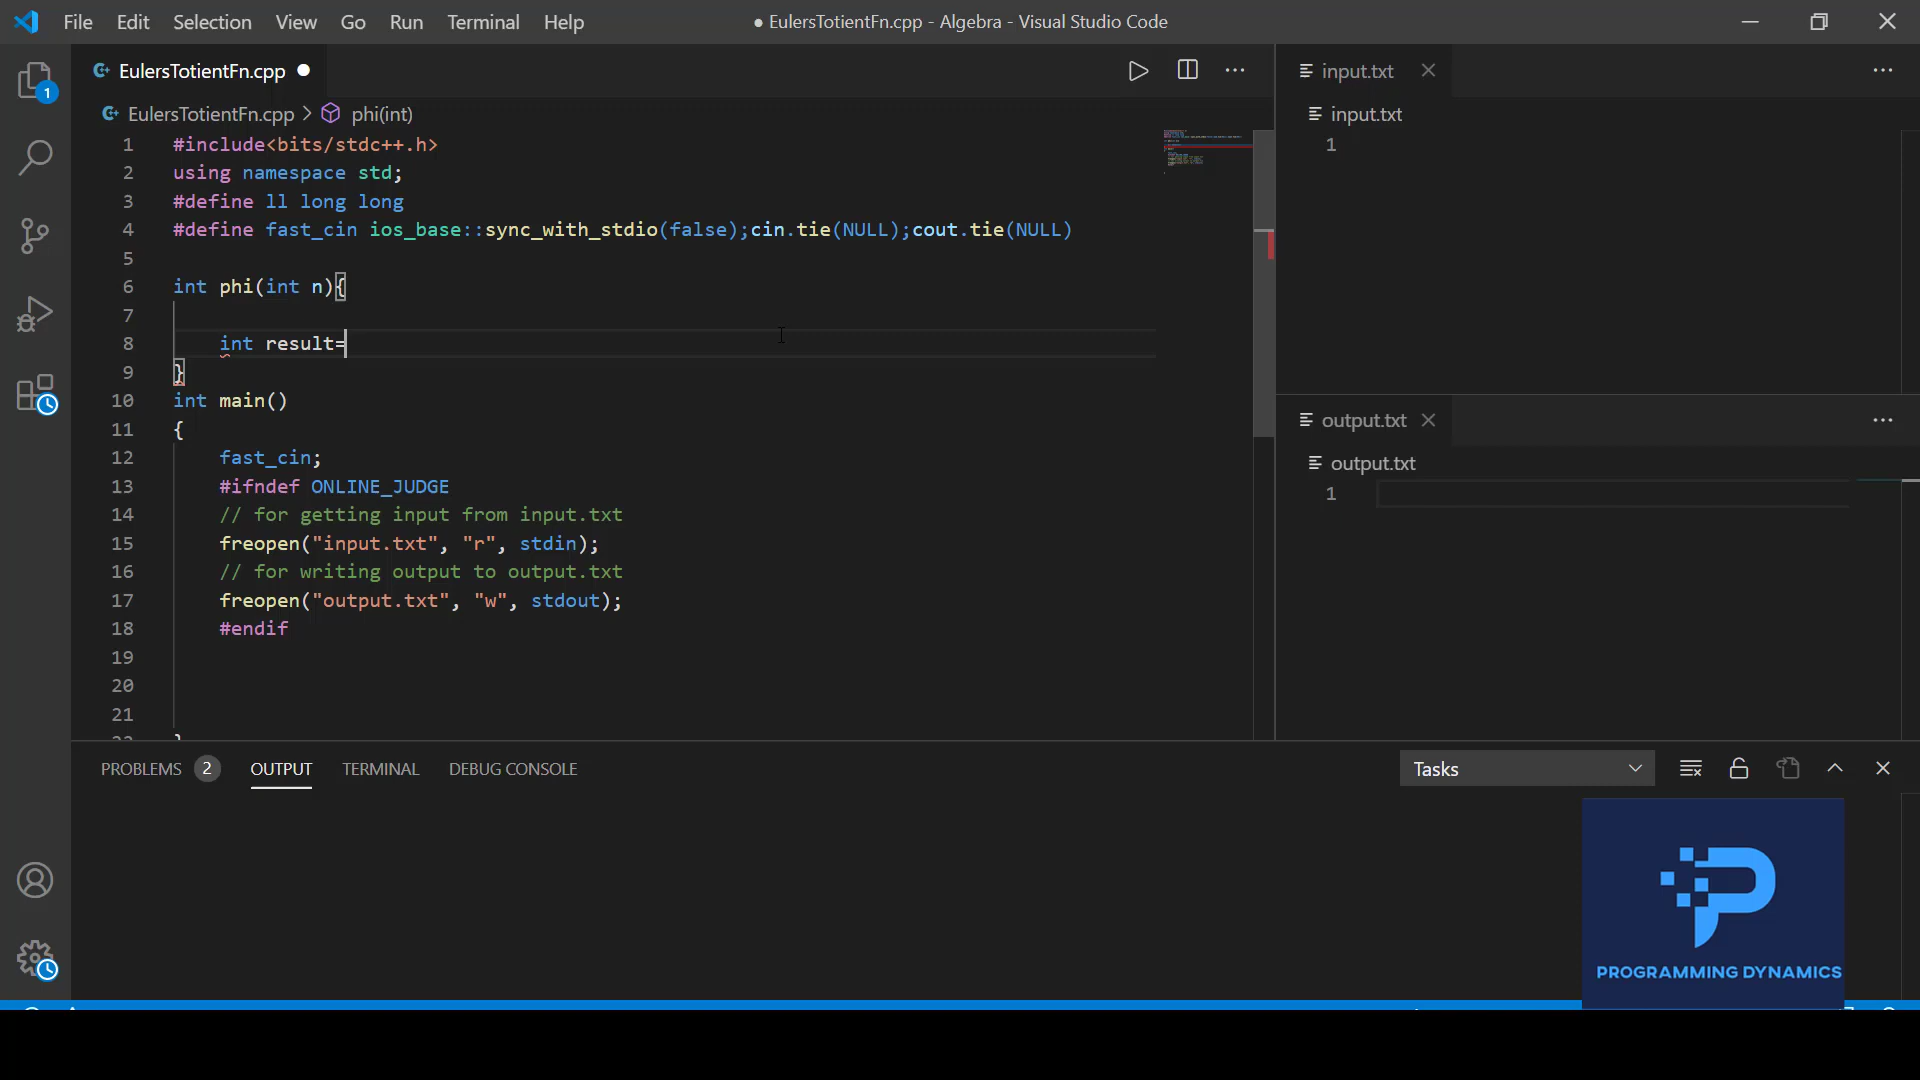 File Edit Selection View Go Run Terminal Help
● EulersTotientFn.cpp - Algebra - Visual Studio Code
1
EulersTotientFn.cpp ●
EulersTotientFn.cpp > phi(int)
1 #include<bits/stdc++.h>
2 using namespace std;
3 #define ll long long
4 #define fast_cin ios_base::sync_with_stdio(false);cin.tie(NULL);cout.tie(NULL)
5
6 int phi(int n){
7
8 int result=
9 }
10 int main()
11 {
12 fast_cin;
13 #ifndef ONLINE_JUDGE
14 // for getting input from input.txt
15 freopen("input.txt", "r", stdin);
16 // for writing output to output.txt
17 freopen("output.txt", "w", stdout);
18 #endif
19
20
21
input.txt
input.txt
1
output.txt
output.txt
1
PROBLEMS 2 OUTPUT TERMINAL DEBUG CONSOLE
Tasks
PROGRAMMING DYNAMICS